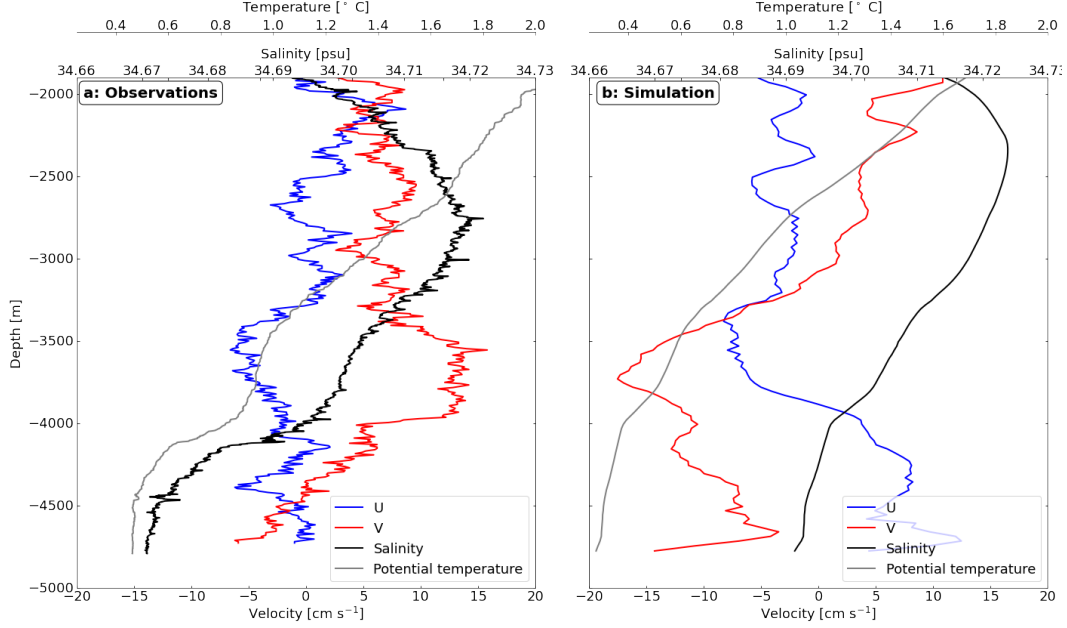 Temperature [° C]
0.4 0.6 0.8 1.0 1.2 1.4 1.6 1.8 2.0
Salinity [psu]
34.66 34.67 34.68 34.69 34.70 34.71 34.72 34.73
a: Observations
−2000
−2500
−3000
−3500
−4000
−4500
−5000
Depth [m]
U
V
Salinity
Potential temperature
−20 −15 −10 −5 0 5 10 15 20
Velocity [cm s⁻¹]
Temperature [° C]
0.4 0.6 0.8 1.0 1.2 1.4 1.6 1.8 2.0
Salinity [psu]
34.66 34.67 34.68 34.69 34.70 34.71 34.72 34.73
b: Simulation
U
V
Salinity
Potential temperature
−20 −15 −10 −5 0 5 10 15 20
Velocity [cm s⁻¹]